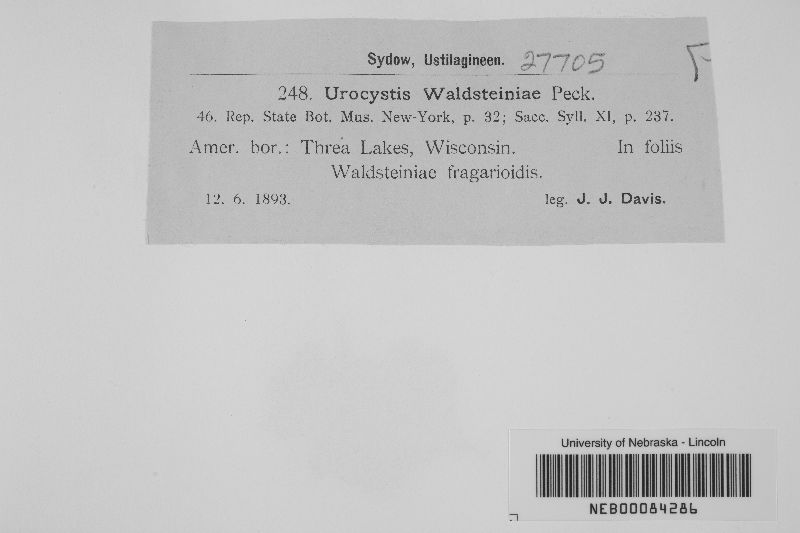 Sydow, Ustilagineen. 27705
248. Urocystis Waldsteiniae Peck.
46. Rep. State Bot. Mus. New-York, p. 32; Sacc. Syll. XI, p. 237.
Amer. bor.: Threa Lakes, Wisconsin. In foliis
Waldsteiniae fragarioidis.
12. 6. 1893. leg. J. J. Davis.
University of Nebraska - Lincoln
NEB00084286